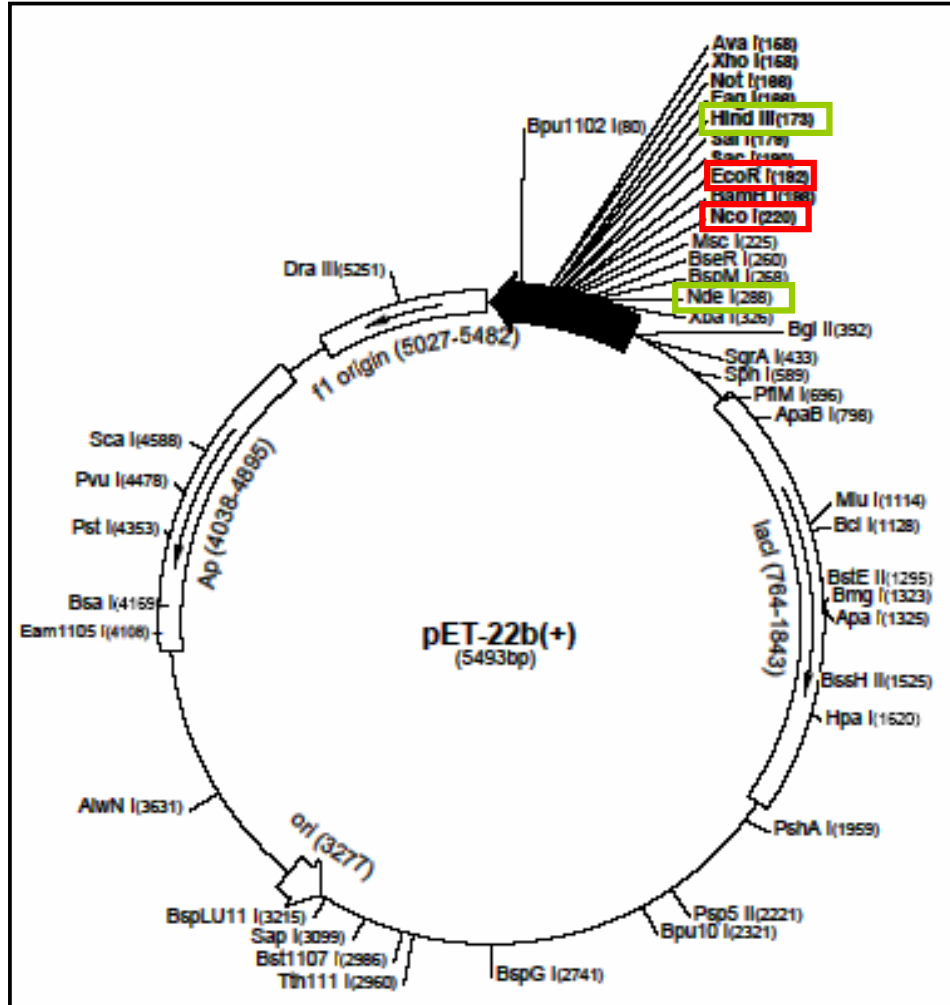 Ava I(158)
Xho I(158)
Not I(166)
Eag I(166)
Hind III(173)
Sal I(179)
Sac I(190)
EcoR I(192)
BamH I(198)
Nco I(220)
Msc I(225)
BseR I(260)
BspM I(268)
Nde I(288)
Xba I(326)
Bgl II(392)
SgrA I(433)
Sph I(589)
PflM I(696)
ApaB I(798)
Mlu I(1114)
Bcl I(1128)
BstE II(1295)
Bmg I(1323)
Apa I(1325)
BssH II(1525)
Hpa I(1620)
PshA I(1959)
Psp5 II(2221)
Bpu10 I(2321)
BspG I(2741)
Tth111 I(2960)
Bst1107 I(2986)
Sap I(3099)
BspLU11 I(3215)
AlwN I(3631)
Eam1105 I(4108)
Bsa I(4169)
Pst I(4353)
Pvu I(4478)
Sca I(4588)
Dra III(5251)
Bpu1102 I(80)
f1 origin (5027-5482)
Ap (4038-4895)
lacI (764-1843)
ori (3277)
pET-22b(+)
(5493bp)